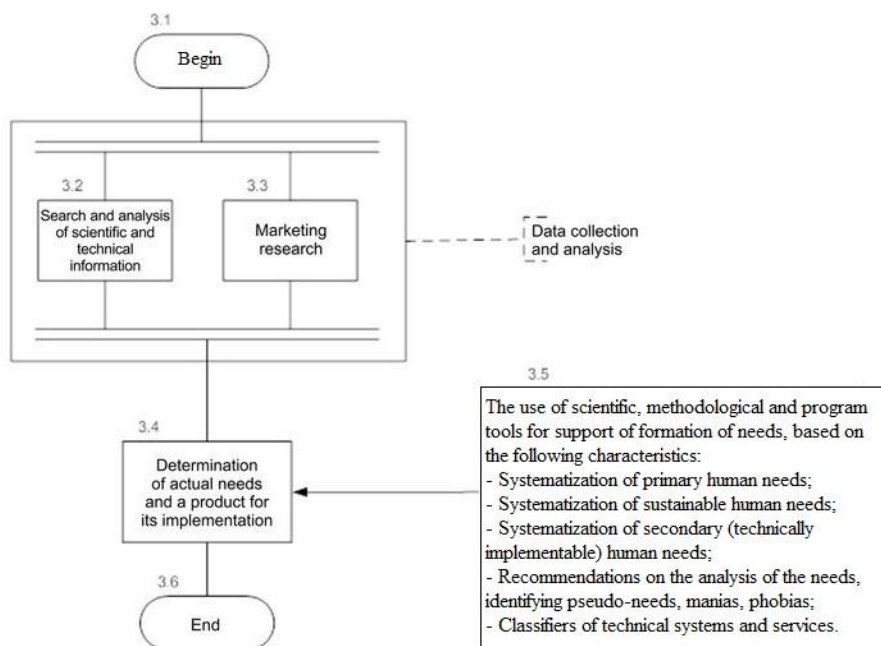 3.1
Begin
3.2
Search and analysis
of scientific and
technical
information
3.3
Marketing
research
Data collection
and analysis
3.4
Determination
of actual needs
and a product for
its implementation
3.5
The use of scientific, methodological and program
tools for support of formation of needs, based on
the following characteristics:
- Systematization of primary human needs;
- Systematization of sustainable human needs;
- Systematization of secondary (technically
implementable) human needs;
- Recommendations on the analysis of the needs,
identifying pseudo-needs, manias, phobias;
- Classifiers of technical systems and services.
3.6
End